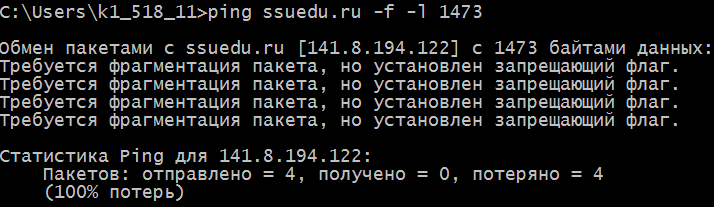 C:\Users\k1_518_11>ping ssuedu.ru -f -l 1473
Обмен пакетами с ssuedu.ru [141.8.194.122] с 1473 байтами данных:
Требуется фрагментация пакета, но установлен запрещающий флаг.
Требуется фрагментация пакета, но установлен запрещающий флаг.
Требуется фрагментация пакета, но установлен запрещающий флаг.
Требуется фрагментация пакета, но установлен запрещающий флаг.
Статистика Ping для 141.8.194.122:
Пакетов: отправлено = 4, получено = 0, потеряно = 4
(100% потерь)